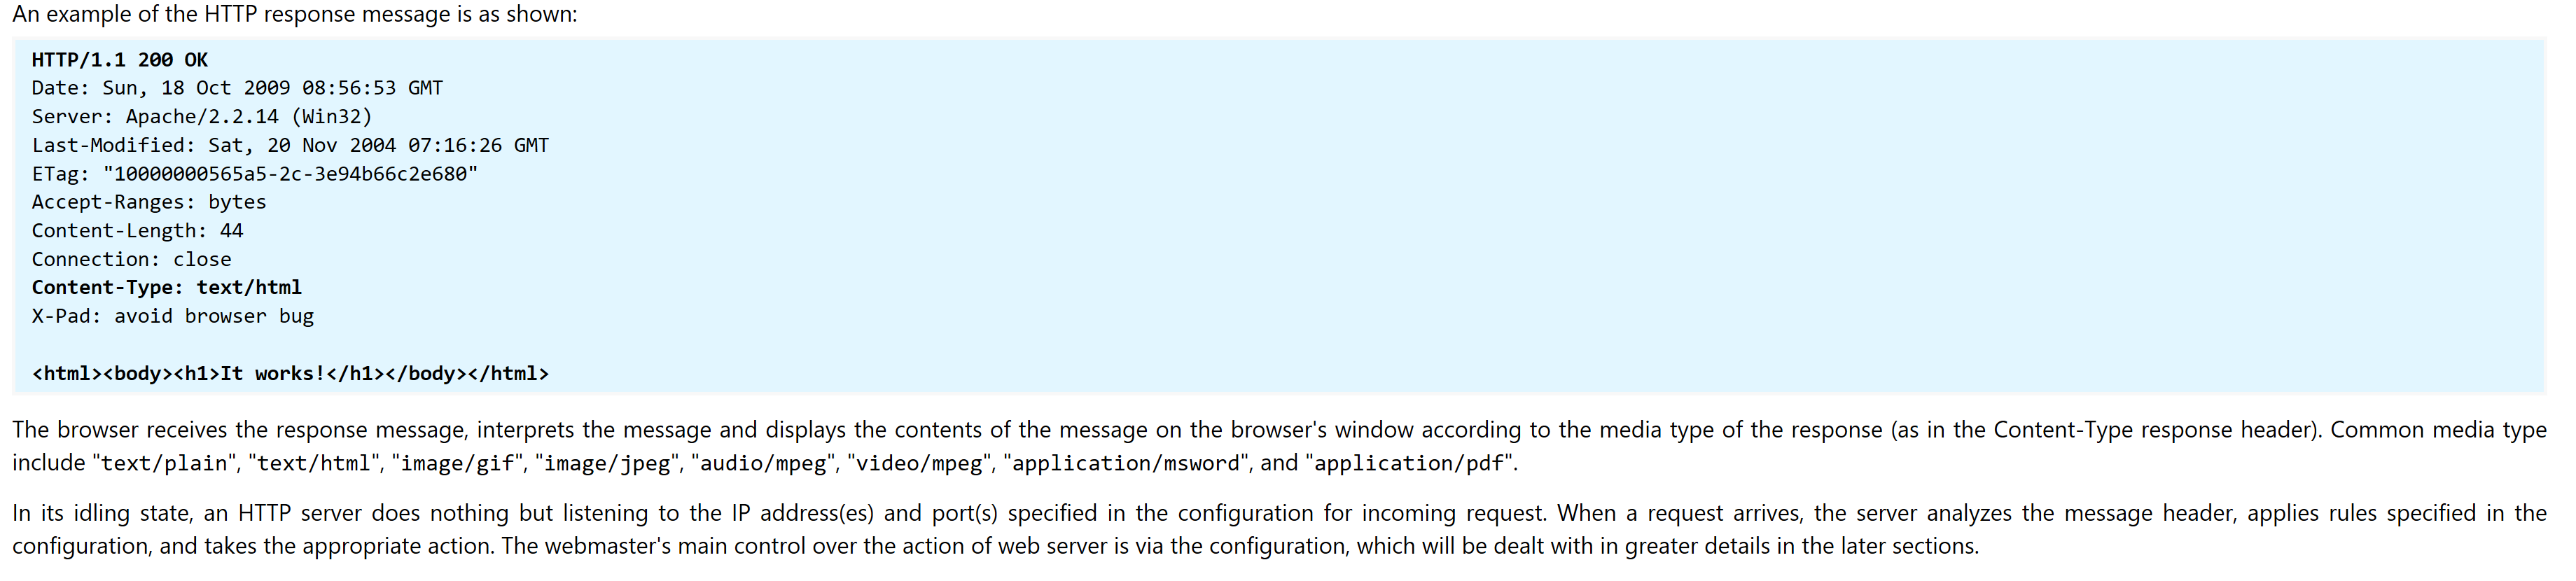 An example of the HTTP response message is as shown:
HTTP/1.1 200 OK
Date: Sun, 18 Oct 2009 08:56:53 GMT
Server: Apache/2.2.14 (Win32)
Last-Modified: Sat, 20 Nov 2004 07:16:26 GMT
ETag: "10000000565a5-2c-3e94b66c2e680"
Accept-Ranges: bytes
Content-Length: 44
Connection: close
Content-Type: text/html
X-Pad: avoid browser bug

<html><body><h1>It works!</h1></body></html>
The browser receives the response message, interprets the message and displays the contents of the message on the browser's window according to the media type of the response (as in the Content-Type response header). Common media type
include "text/plain", "text/html", "image/gif", "image/jpeg", "audio/mpeg", "video/mpeg", "application/msword", and "application/pdf".
In its idling state, an HTTP server does nothing but listening to the IP address(es) and port(s) specified in the configuration for incoming request. When a request arrives, the server analyzes the message header, applies rules specified in the
configuration, and takes the appropriate action. The webmaster's main control over the action of web server is via the configuration, which will be dealt with in greater details in the later sections.